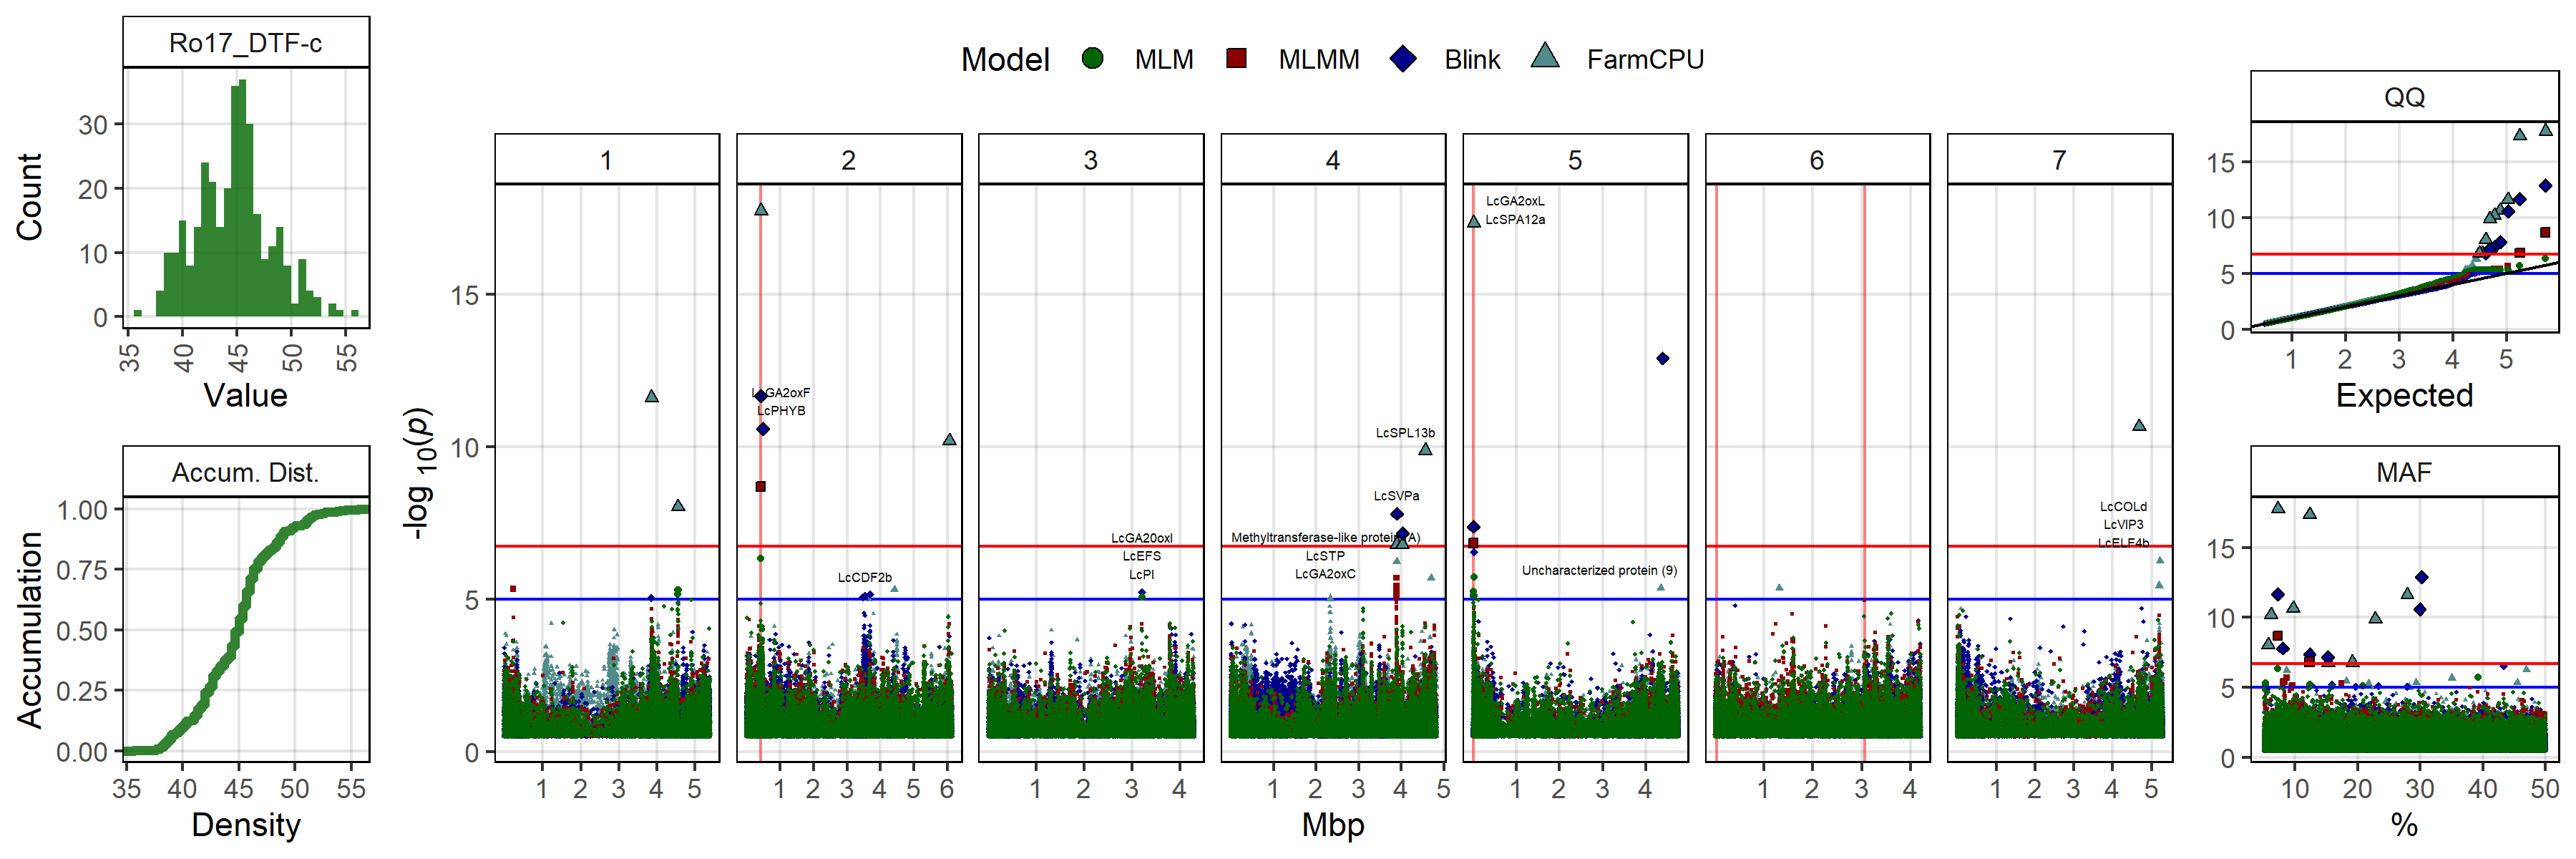 Ro17_DTF-c
Count
30
20
10
0
35 40 45 50 55
Value
Accum. Dist.
Accumulation
1.00
0.75
0.50
0.25
0.00
35 40 45 50 55
Density
Model MLM MLMM Blink FarmCPU
-log 10(p)
15
10
5
0
1 2 3 4 5 6 7
LcGA2oxF
LcPHYB
LcCDF2b
LcGA20oxI
LcEFS
LcPI
LcSPL13b
LcSVPa
Methyltransferase-like protein (A)
LcSTP
LcGA2oxC
LcGA2oxL
LcSPA12a
Uncharacterized protein (9)
LcCOLd
LcVIP3
LcELF4b
1 2 3 4 5
1 2 3 4 5 6
1 2 3 4
1 2 3 4 5
1 2 3 4
1 2 3 4
1 2 3 4 5
Mbp
QQ
15
10
5
0
1 2 3 4 5
Expected
MAF
15
10
5
0
10 20 30 40 50
%